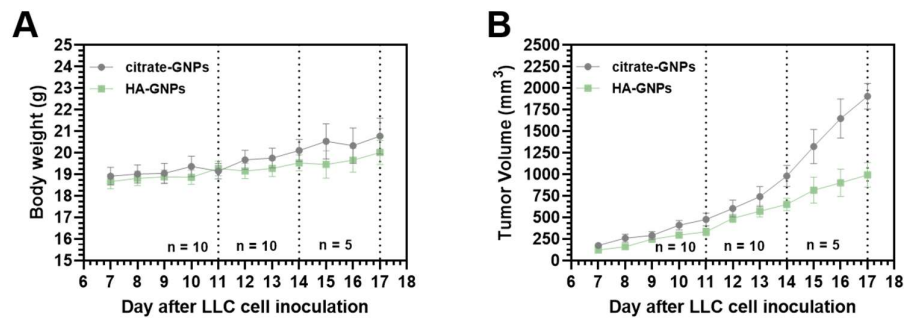 A
Body weight (g)
25
24
23
22
21
20
19
18
17
16
15
citrate-GNPs
HA-GNPs
n = 10
n = 10
n = 5
6 7 8 9 10 11 12 13 14 15 16 17 18
Day after LLC cell inoculation
B
Tumor Volume (mm³)
2500
2250
2000
1750
1500
1250
1000
750
500
250
0
citrate-GNPs
HA-GNPs
n = 10
n = 10
n = 5
6 7 8 9 10 11 12 13 14 15 16 17 18
Day after LLC cell inoculation